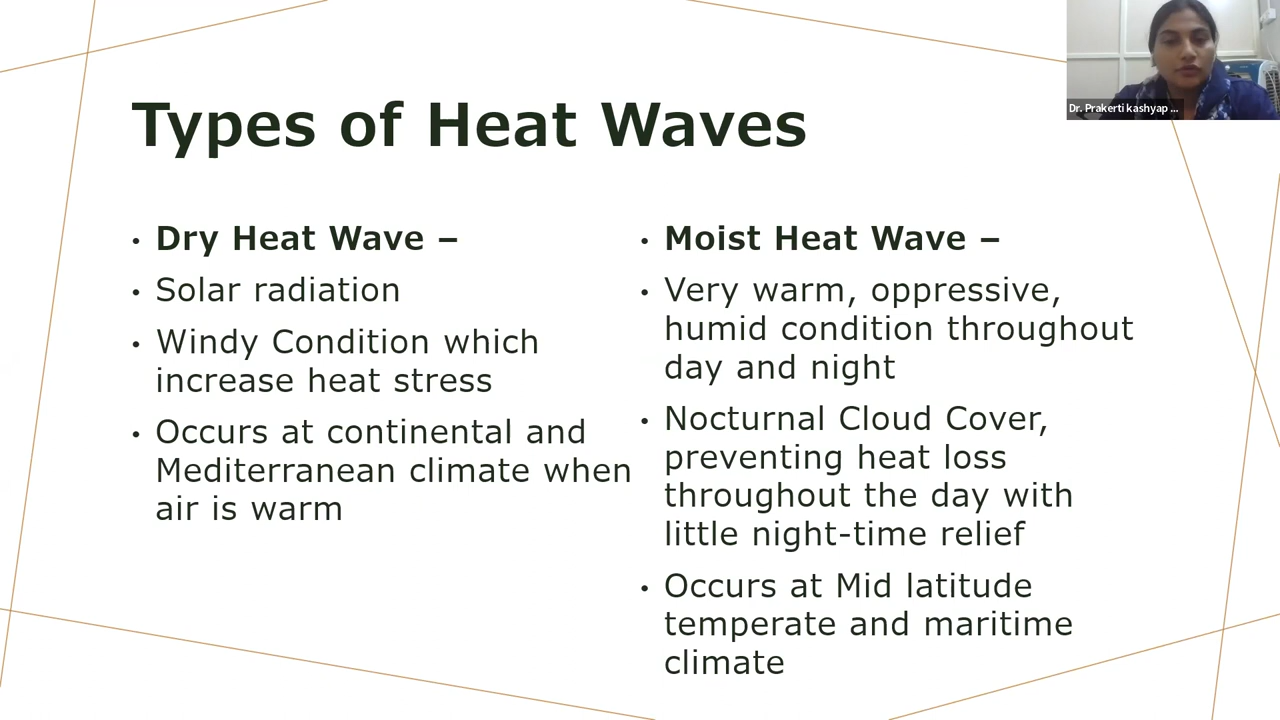 Dr. Prakerti kashyap ...
Types of Heat Waves
• Dry Heat Wave –
• Solar radiation
• Windy Condition which
increase heat stress
• Occurs at continental and
Mediterranean climate when
air is warm
• Moist Heat Wave –
• Very warm, oppressive,
humid condition throughout
day and night
• Nocturnal Cloud Cover,
preventing heat loss
throughout the day with
little night-time relief
• Occurs at Mid latitude
temperate and maritime
climate